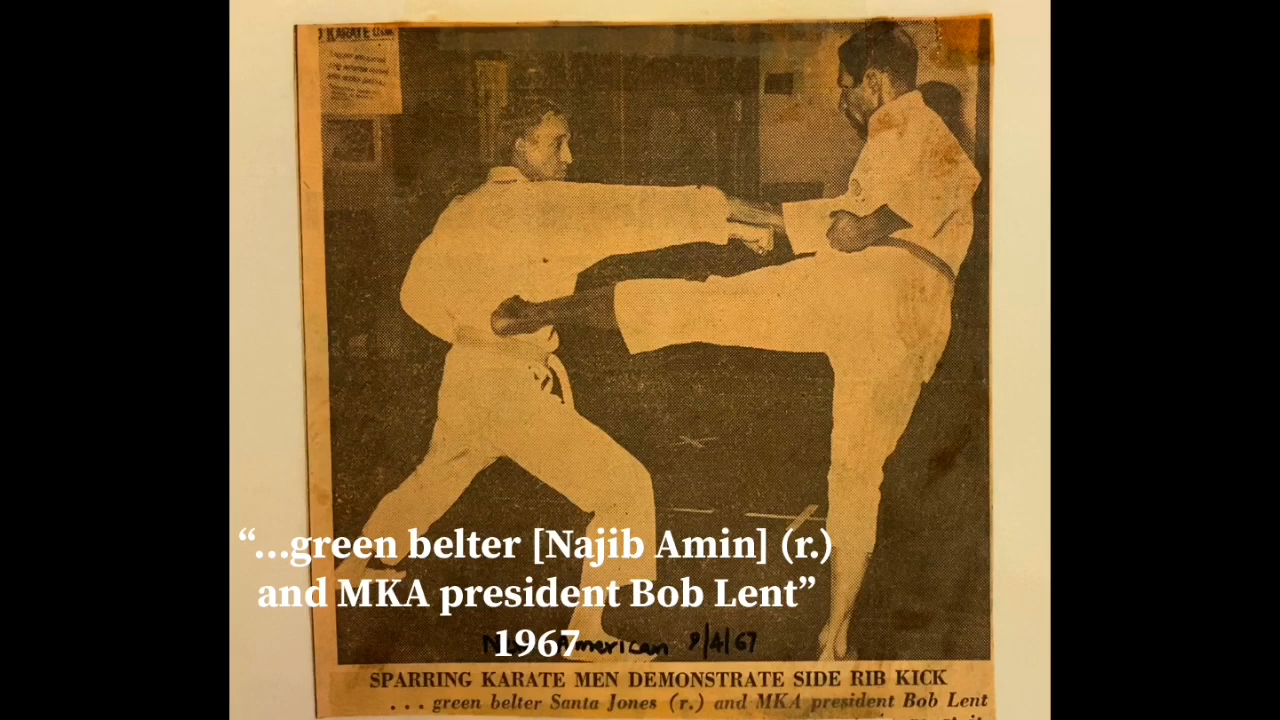 KARATE
“...green belter [Najib Amin] (r.)
and MKA president Bob Lent”
1967
American 9/4/67
SPARRING KARATE MEN DEMONSTRATE SIDE RIB KICK
. . . green belter Santa Jones (r.) and MKA president Bob Lent